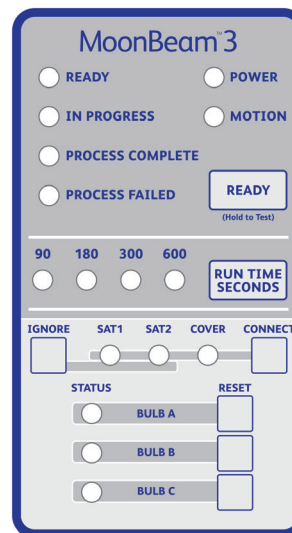 MoonBeam™3
READY POWER
IN PROGRESS MOTION
PROCESS COMPLETE
PROCESS FAILED
READY
(Hold to Test)
90 180 300 600
RUN TIME
SECONDS
IGNORE SAT1 SAT2 COVER CONNECT
STATUS RESET
BULB A
BULB B
BULB C